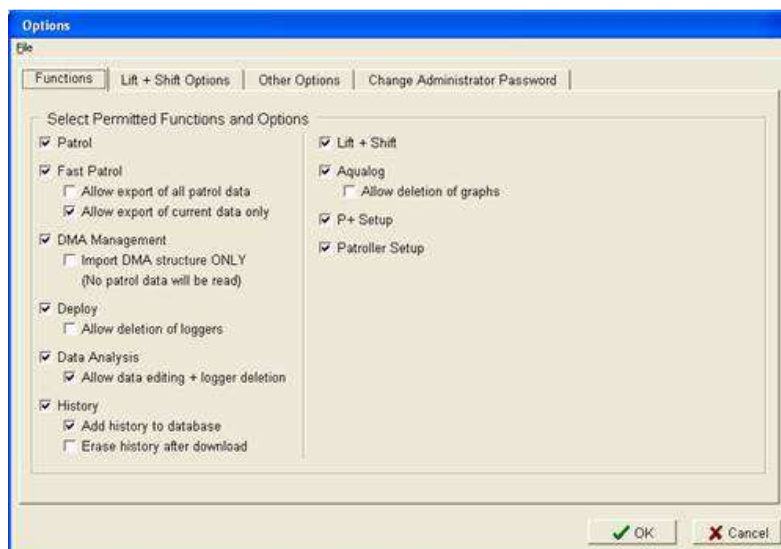 Options
File
Functions
Lift + Shift Options
Other Options
Change Administrator Password
Select Permitted Functions and Options
Patrol
Fast Patrol
Allow export of all patrol data
Allow export of current data only
DMA Management
Import DMA structure ONLY
(No patrol data will be read)
Deploy
Allow deletion of loggers
Data Analysis
Allow data editing + logger deletion
History
Add history to database
Erase history after download
Lift + Shift
Aqualog
Allow deletion of graphs
P+ Setup
Patroller Setup
OK
Cancel